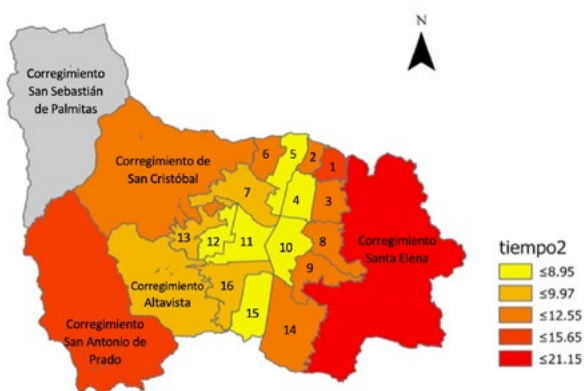 N
Corregimiento
San Sebastián
de Palmitas
Corregimiento de
San Cristóbal
6
5
2
1
7
4
3
13
12
11
10
8
Corregimiento
Santa Elena
9
Corregimiento
Altavista
16
15
14
Corregimiento
San Antonio de
Prado
tiempo2
≤8.95
≤9.97
≤12.55
≤15.65
≤21.15